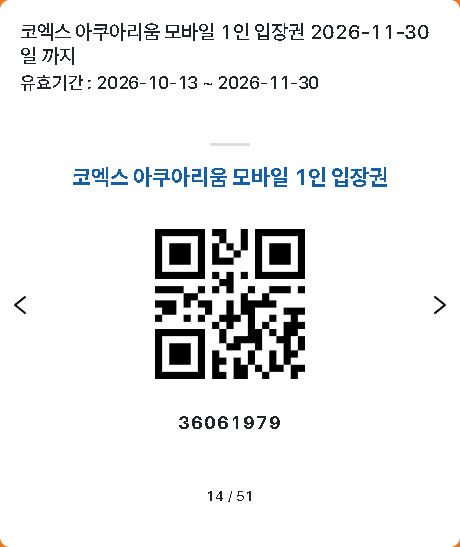 코엑스 아쿠아리움 모바일 1인 입장권 2026-11-30
일 까지
유효기간 : 2026-10-13 ~ 2026-11-30
코엑스 아쿠아리움 모바일 1인 입장권
36061979
14 / 51